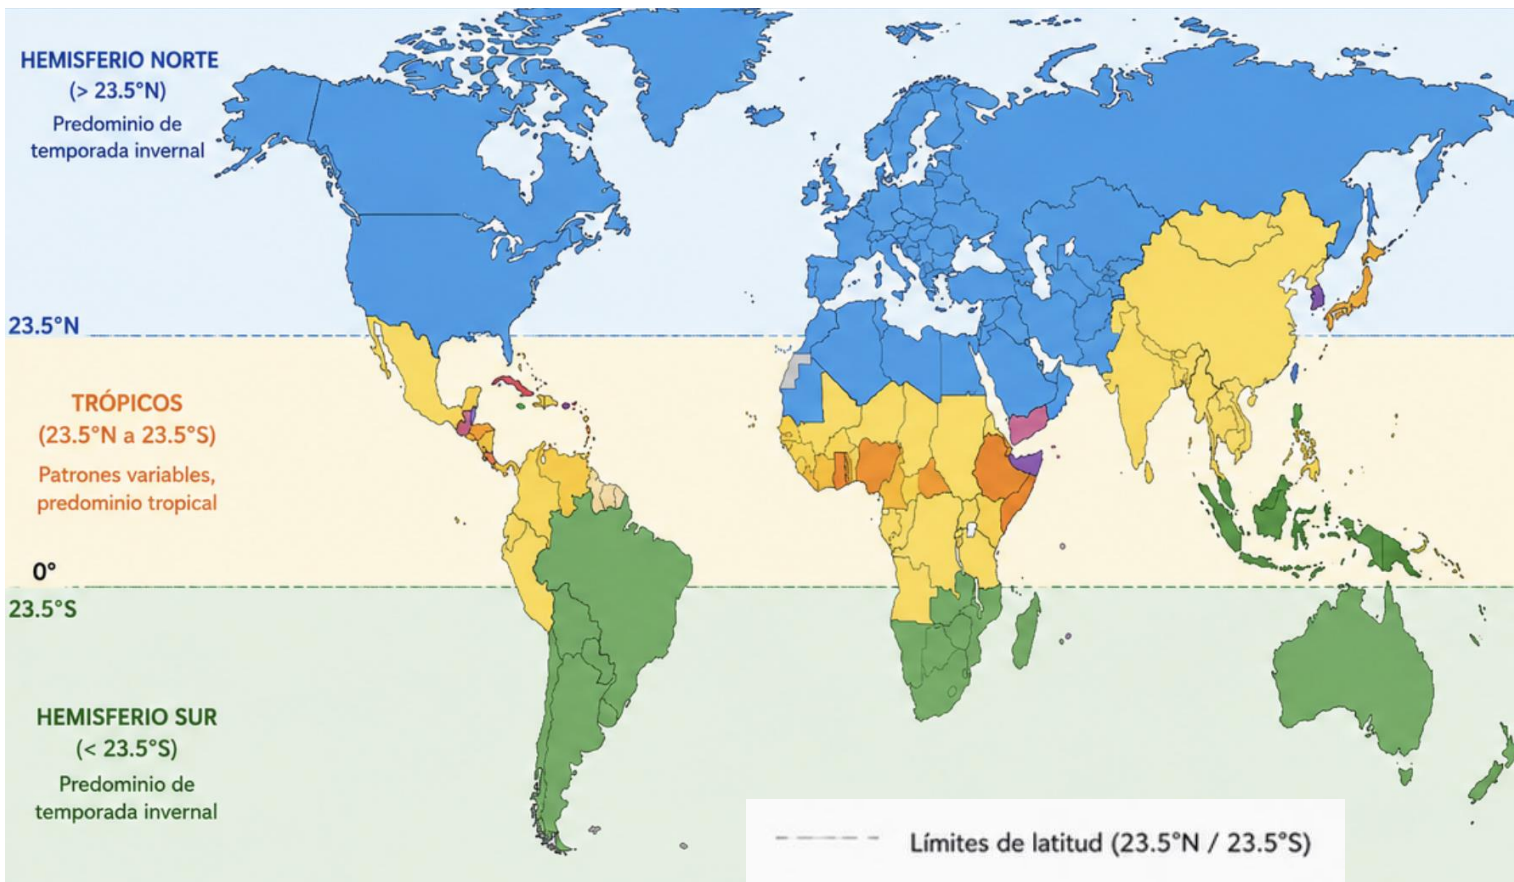 HEMISFERIO NORTE
(> 23.5°N)
Predominio de
temporada invernal
23.5°N
TRÓPICOS
(23.5°N a 23.5°S)
Patrones variables,
predominio tropical
0°
23.5°S
HEMISFERIO SUR
(< 23.5°S)
Predominio de
temporada invernal
Límites de latitud (23.5°N / 23.5°S)